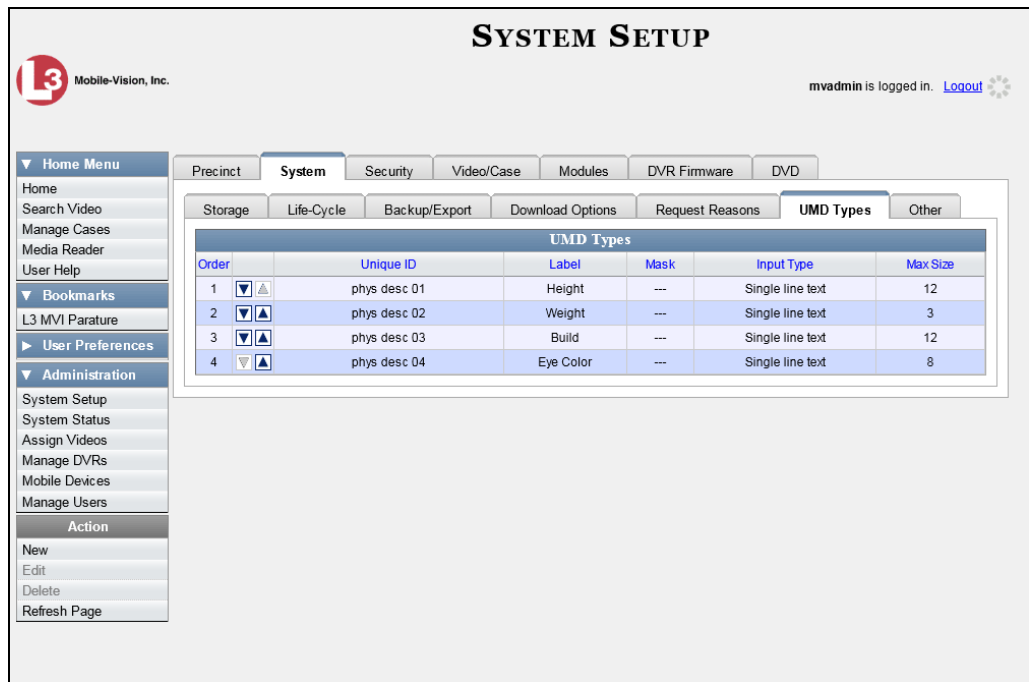 SYSTEM SETUP
L3 Mobile-Vision, Inc.
mvadmin is logged in. Logout
▼ Home Menu
Home
Search Video
Manage Cases
Media Reader
User Help
▼ Bookmarks
L3 MVI Parature
▶ User Preferences
▼ Administration
System Setup
System Status
Assign Videos
Manage DVRs
Mobile Devices
Manage Users
Action
New
Edit
Delete
Refresh Page
Precinct System Security Video/Case Modules DVR Firmware DVD
Storage Life-Cycle Backup/Export Download Options Request Reasons UMD Types Other
UMD Types
Order Unique ID Label Mask Input Type Max Size
1 phys desc 01 Height --- Single line text 12
2 phys desc 02 Weight --- Single line text 3
3 phys desc 03 Build --- Single line text 12
4 phys desc 04 Eye Color --- Single line text 8